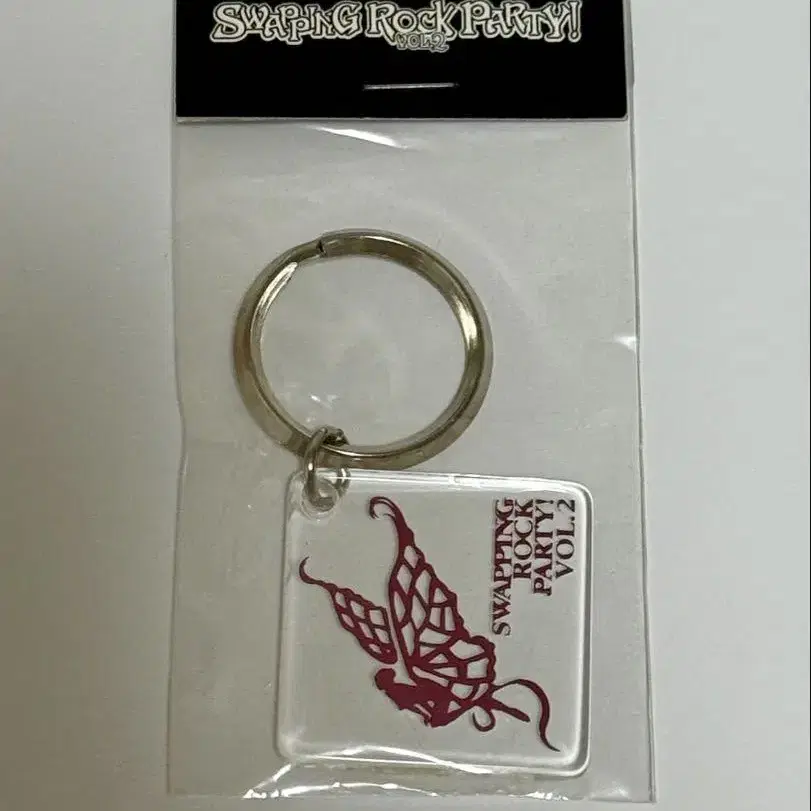 SWAPPING ROCK PARTY!
VOL.2
SWAPPING
ROCK
PARTY!
VOL.2